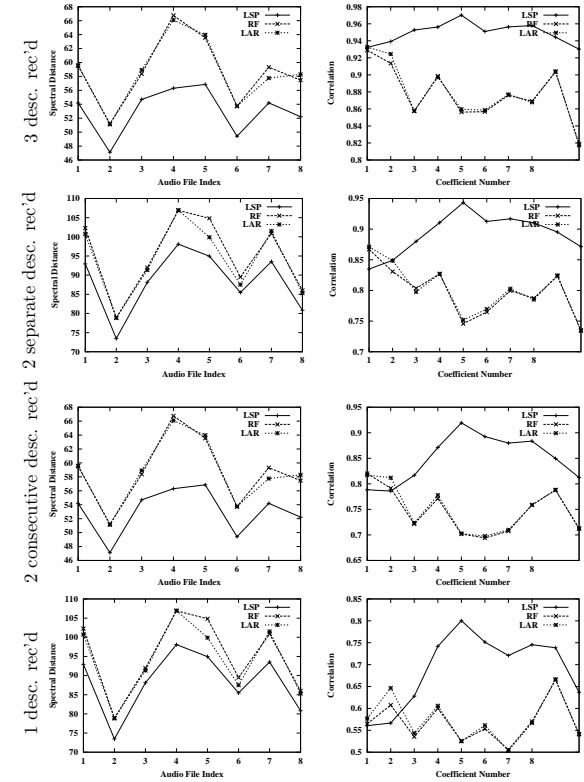 3 desc. rec'd
Spectral Distance
68
66
64
62
60
58
56
54
52
50
48
46
1 2 3 4 5 6 7 8
Audio File Index
LSP
RF
LAR
Correlation
0.98
0.96
0.94
0.92
0.9
0.88
0.86
0.84
0.82
0.8
1 2 3 4 5 6 7 8
Coefficient Number
LSP
RF
LAR
2 separate desc. rec'd
Spectral Distance
110
105
100
95
90
85
80
75
70
1 2 3 4 5 6 7 8
Audio File Index
LSP
RF
LAR
Correlation
0.95
0.9
0.85
0.8
0.75
0.7
1 2 3 4 5 6 7 8
Coefficient Number
LSP
RF
LAR
2 consecutive desc. rec'd
Spectral Distance
68
66
64
62
60
58
56
54
52
50
48
46
1 2 3 4 5 6 7 8
Audio File Index
LSP
RF
LAR
Correlation
0.95
0.9
0.85
0.8
0.75
0.7
0.65
1 2 3 4 5 6 7 8
Coefficient Number
LSP
RF
LAR
1 desc. rec'd
Spectral Distance
110
105
100
95
90
85
80
75
70
1 2 3 4 5 6 7 8
Audio File Index
LSP
RF
LAR
Correlation
0.85
0.8
0.75
0.7
0.65
0.6
0.55
0.5
1 2 3 4 5 6 7 8
Coefficient Number
LSP
RF
LAR